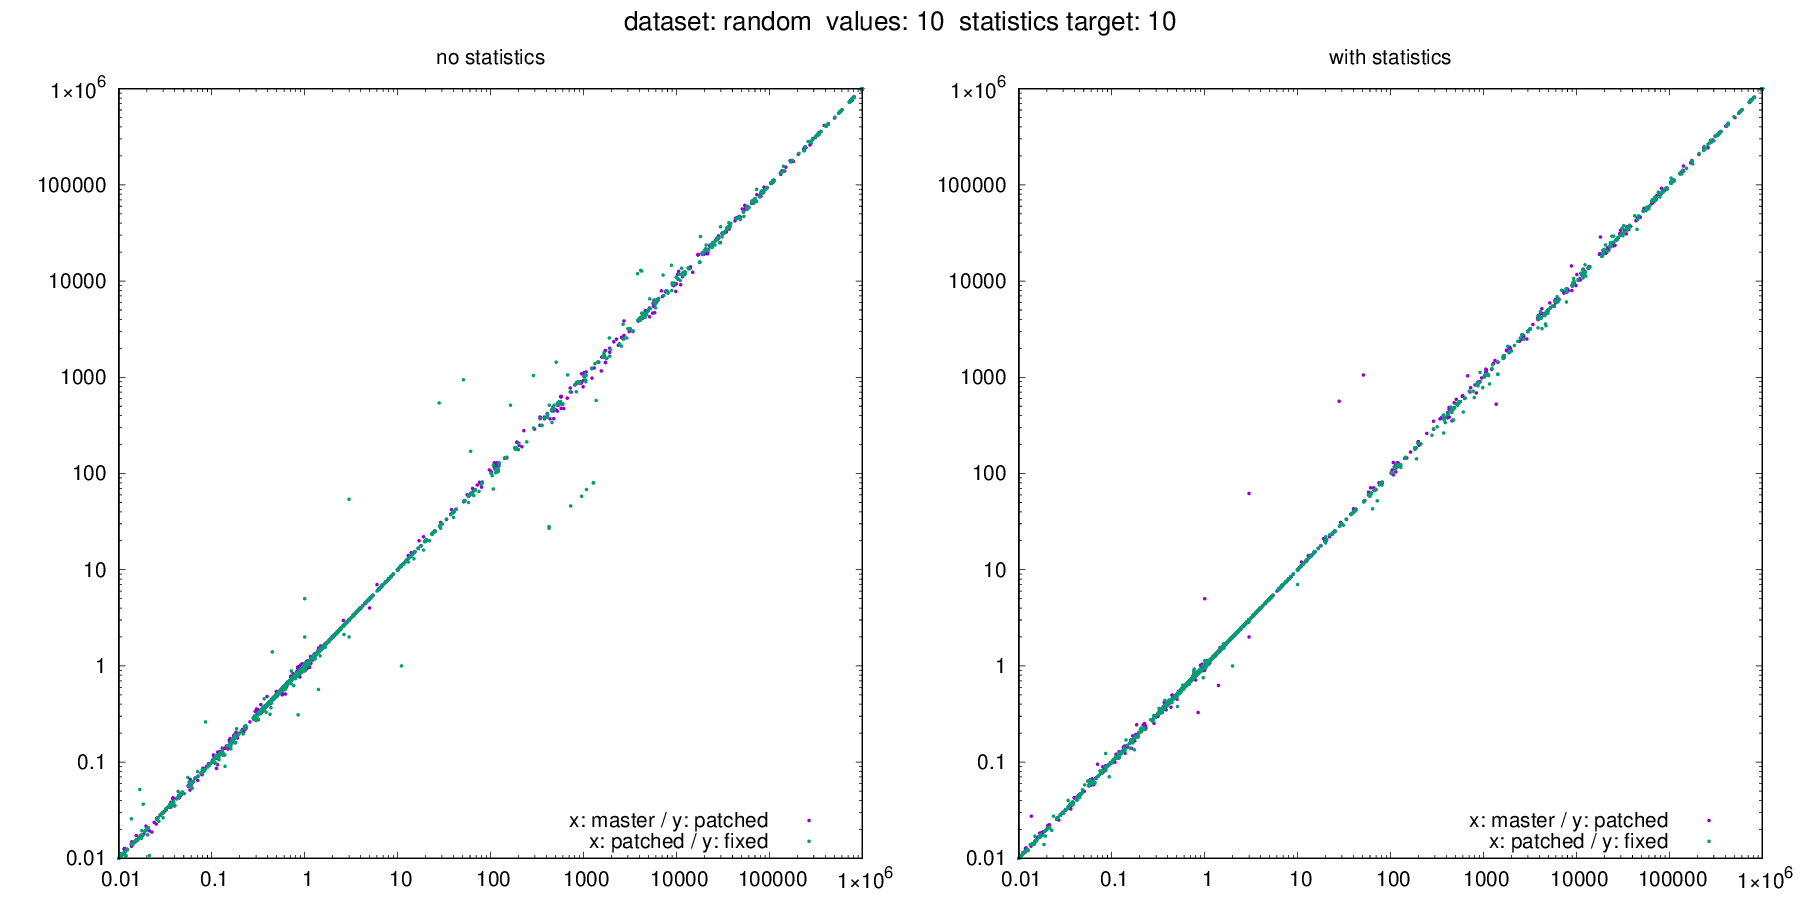 dataset: random  values: 10  statistics target: 10
no statistics
1×10⁶
100000
10000
1000
100
10
1
0.1
0.01
0.01 0.1 1 10 100 1000 10000 100000 1×10⁶
x: master / y: patched
x: patched / y: fixed
with statistics
1×10⁶
100000
10000
1000
100
10
1
0.1
0.01
0.01 0.1 1 10 100 1000 10000 100000 1×10⁶
x: master / y: patched
x: patched / y: fixed